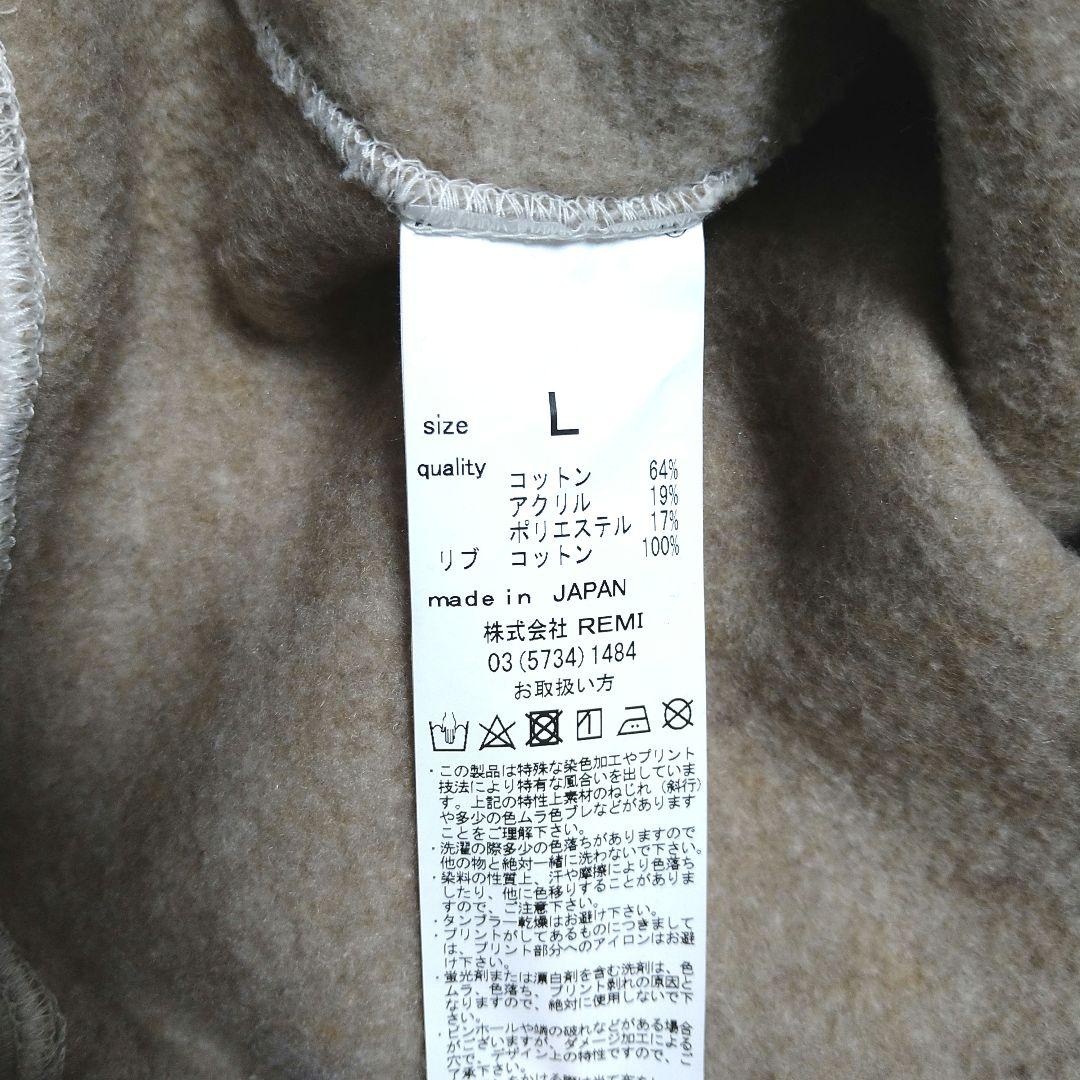 size L
quality コットン 64%
アクリル 19%
ポリエステル 17%
リブ コットン 100%
made in JAPAN
株式会社 REMI
03(5734)1484
お取扱い方
・この製品は特殊な染色加工やプリント
技法により特有な風合いを出していま
す。上記の特性上素材のねじれ（斜行）
や多少の色ムラ色ブレなどがあります
ことをご理解下さい。
・洗濯の際多少の色落ちがありますので
他の物と絶対一緒に洗わないで下さい。
・染料の性質上、汗や摩擦により色落ち
したり、他に色移りすることがありま
すので、ご注意下さい。
・タンブラー乾燥はお避け下さい。
・プリントがしてあるものにつきまして
は、プリント部分へのアイロンはお避
け下さい。
・蛍光剤または漂白剤を含む洗剤は、色
ムラ、色落ち、プリント剥れの原因と
なりますので、絶対に使用しないで下
さい。
・ピンホールや端の破れなどがある場合
がございますが、ダメージ加工によ
穴で、デザイン上の特性ですので、ご
了承下さい。